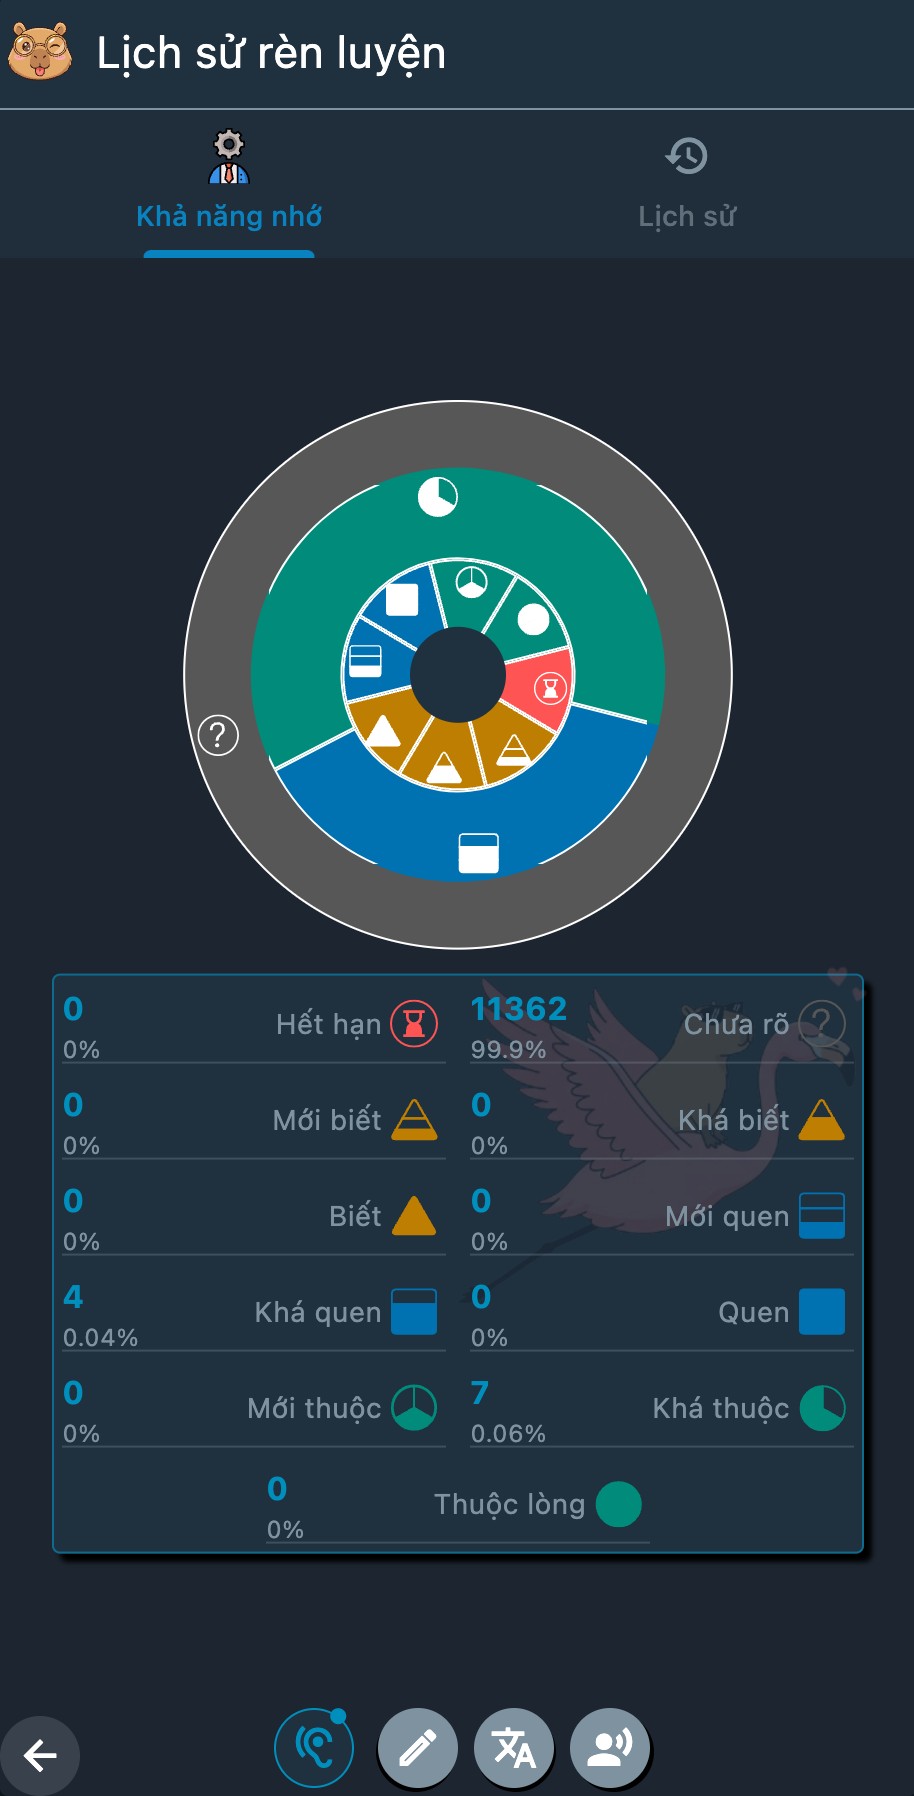 Lịch sử rèn luyện
Khả năng nhớ
Lịch sử
?
0
Hết hạn
0%
11362
Chưa rõ
?
99.9%
0
Mới biết
0%
0
Khá biết
0%
0
Biết
0%
0
Mới quen
0%
4
Khá quen
0.04%
0
Quen
0%
0
Mới thuộc
0%
7
Khá thuộc
0.06%
0
Thuộc lòng
0%